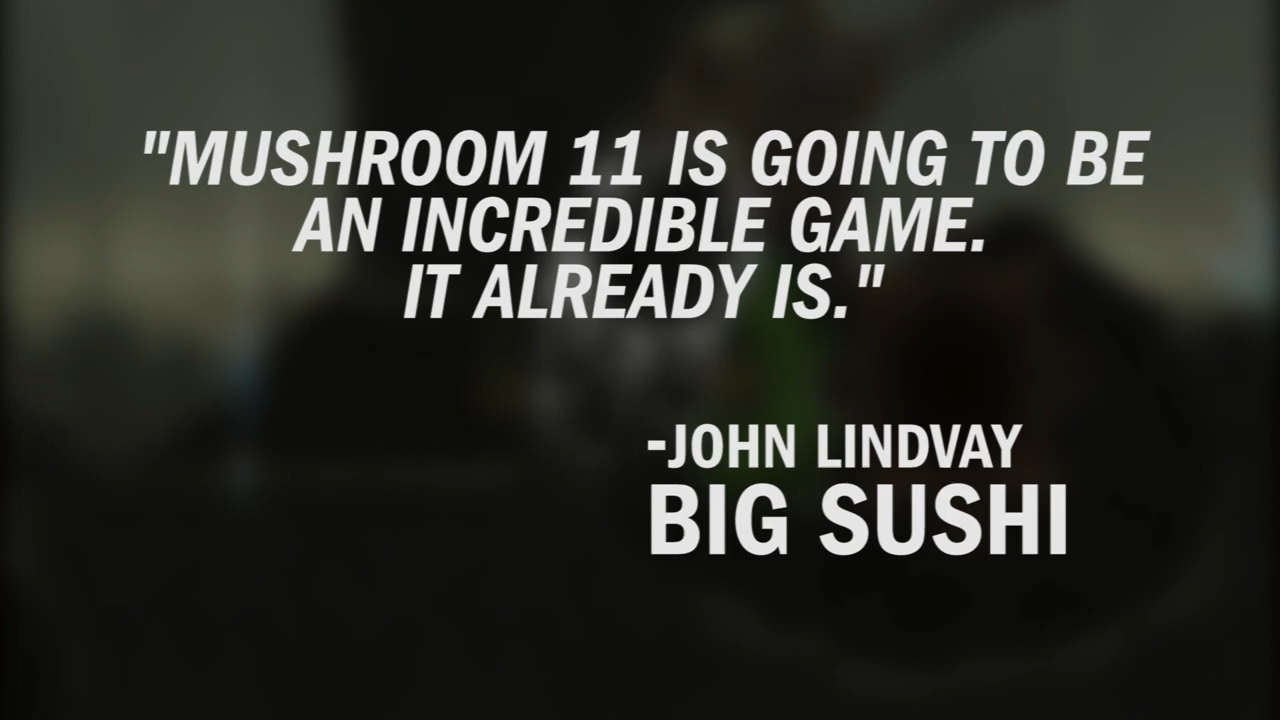 "MUSHROOM 11 IS GOING TO BE
AN INCREDIBLE GAME.
IT ALREADY IS."
-JOHN LINDVAY
BIG SUSHI